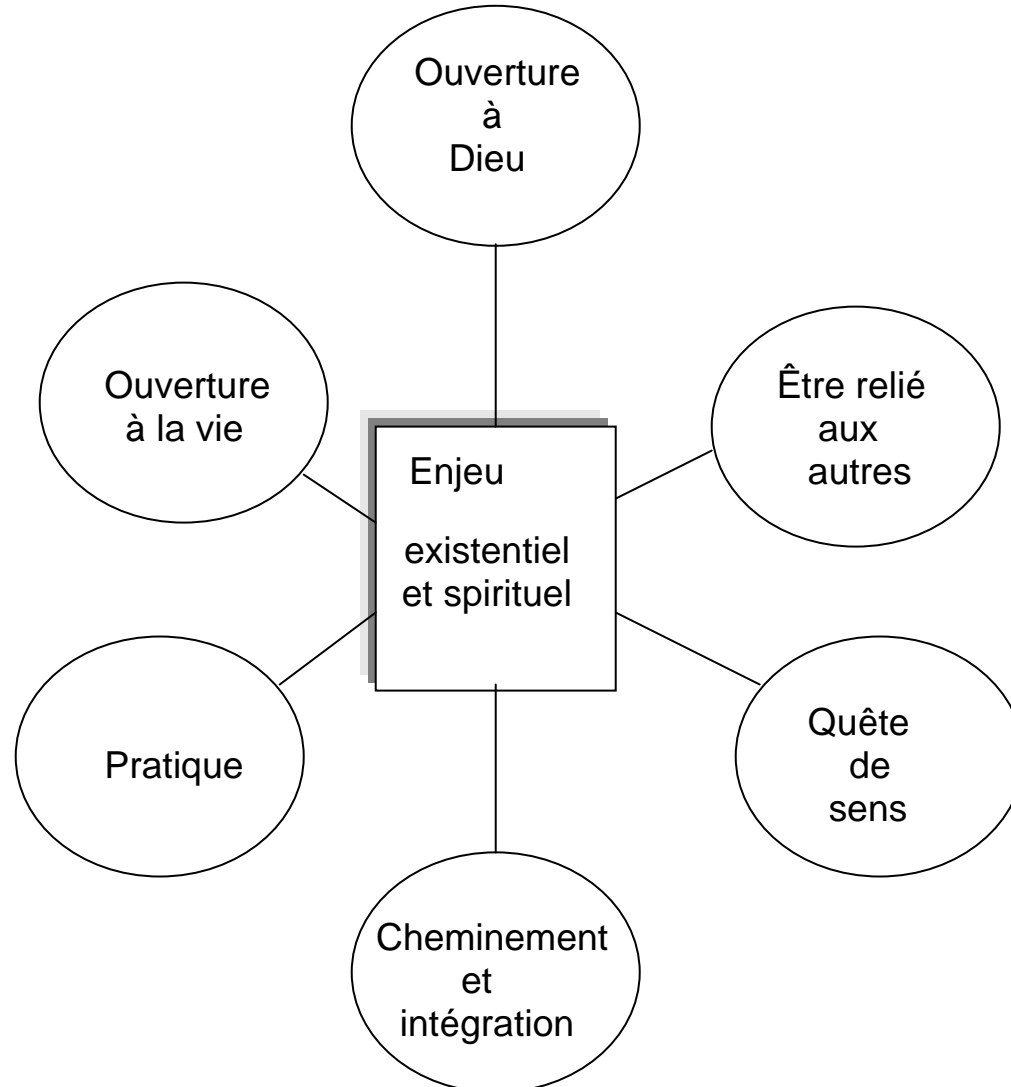 Ouverture
à
Dieu
Ouverture
à la vie
Être relié
aux
autres
Enjeu
existentiel
et spirituel
Pratique
Quête
de
sens
Cheminement
et
intégration